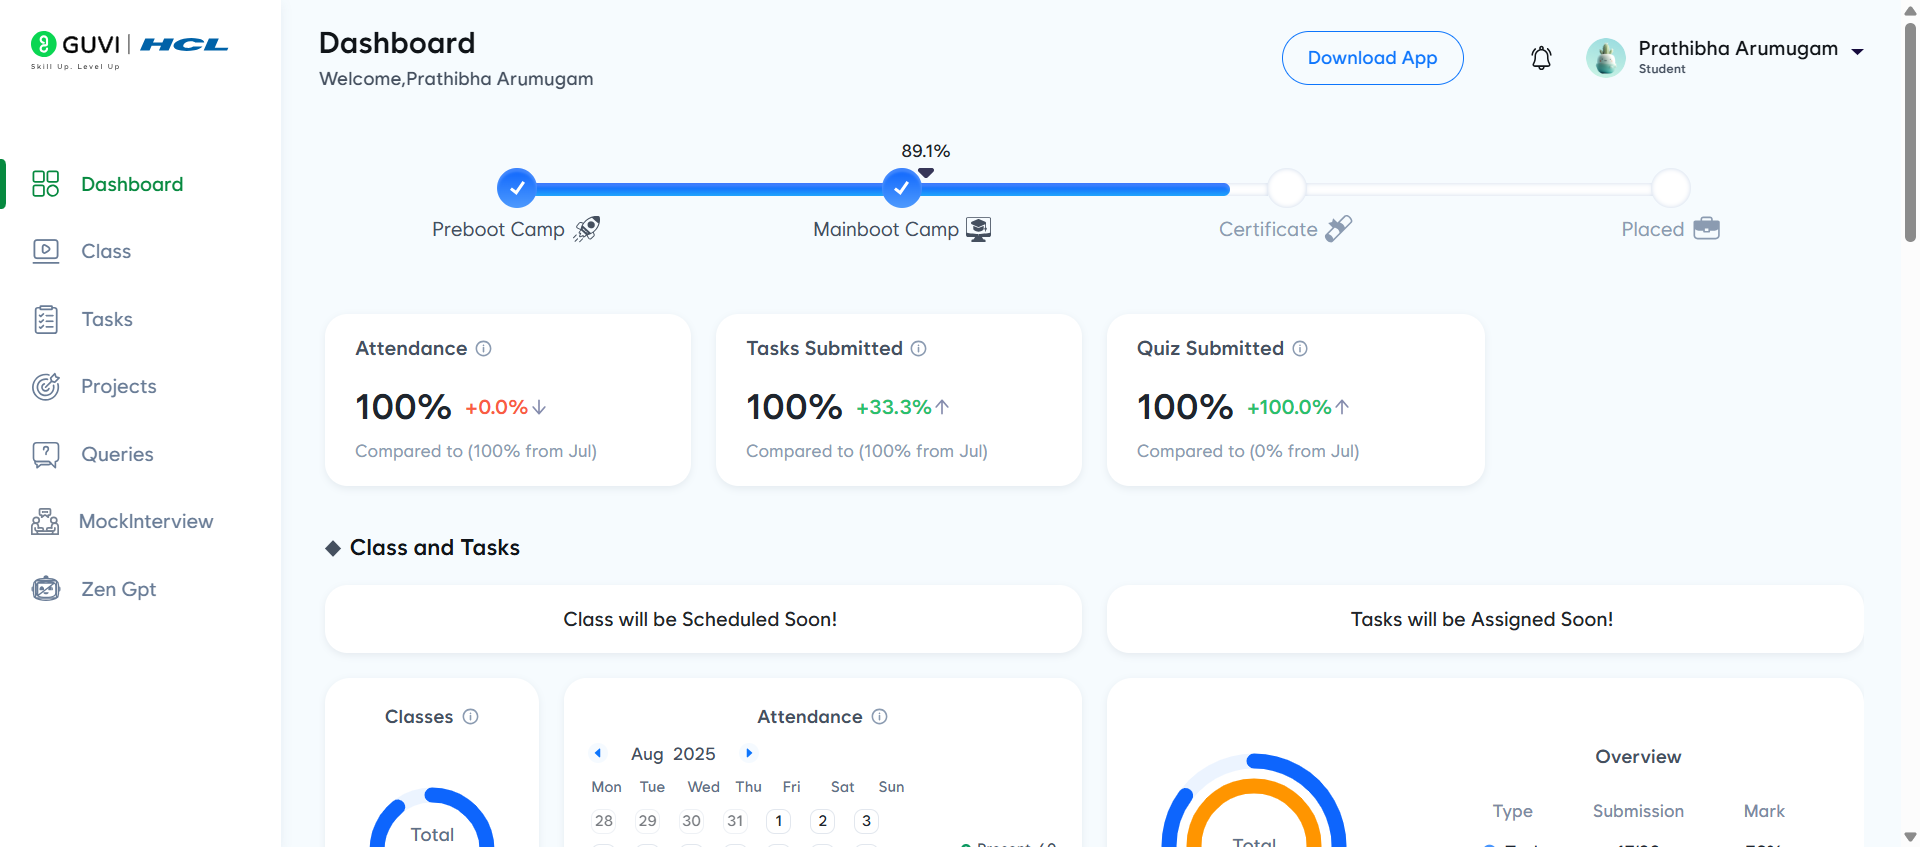 GUVI | HCL
Skill Up. Level Up
Dashboard
Class
Tasks
Projects
Queries
MockInterview
Zen Gpt
Dashboard
Welcome,Prathibha Arumugam
Download App
Prathibha Arumugam
Student
89.1%
Preboot Camp
Mainboot Camp
Certificate
Placed
Attendance
100% +0.0%
Compared to (100% from Jul)
Tasks Submitted
100% +33.3%
Compared to (100% from Jul)
Quiz Submitted
100% +100.0%
Compared to (0% from Jul)
Class and Tasks
Class will be Scheduled Soon!
Tasks will be Assigned Soon!
Classes
Total
Attendance
Aug 2025
Mon Tue Wed Thu Fri Sat Sun
28 29 30 31 1 2 3
Total
Overview
Type Submission Mark